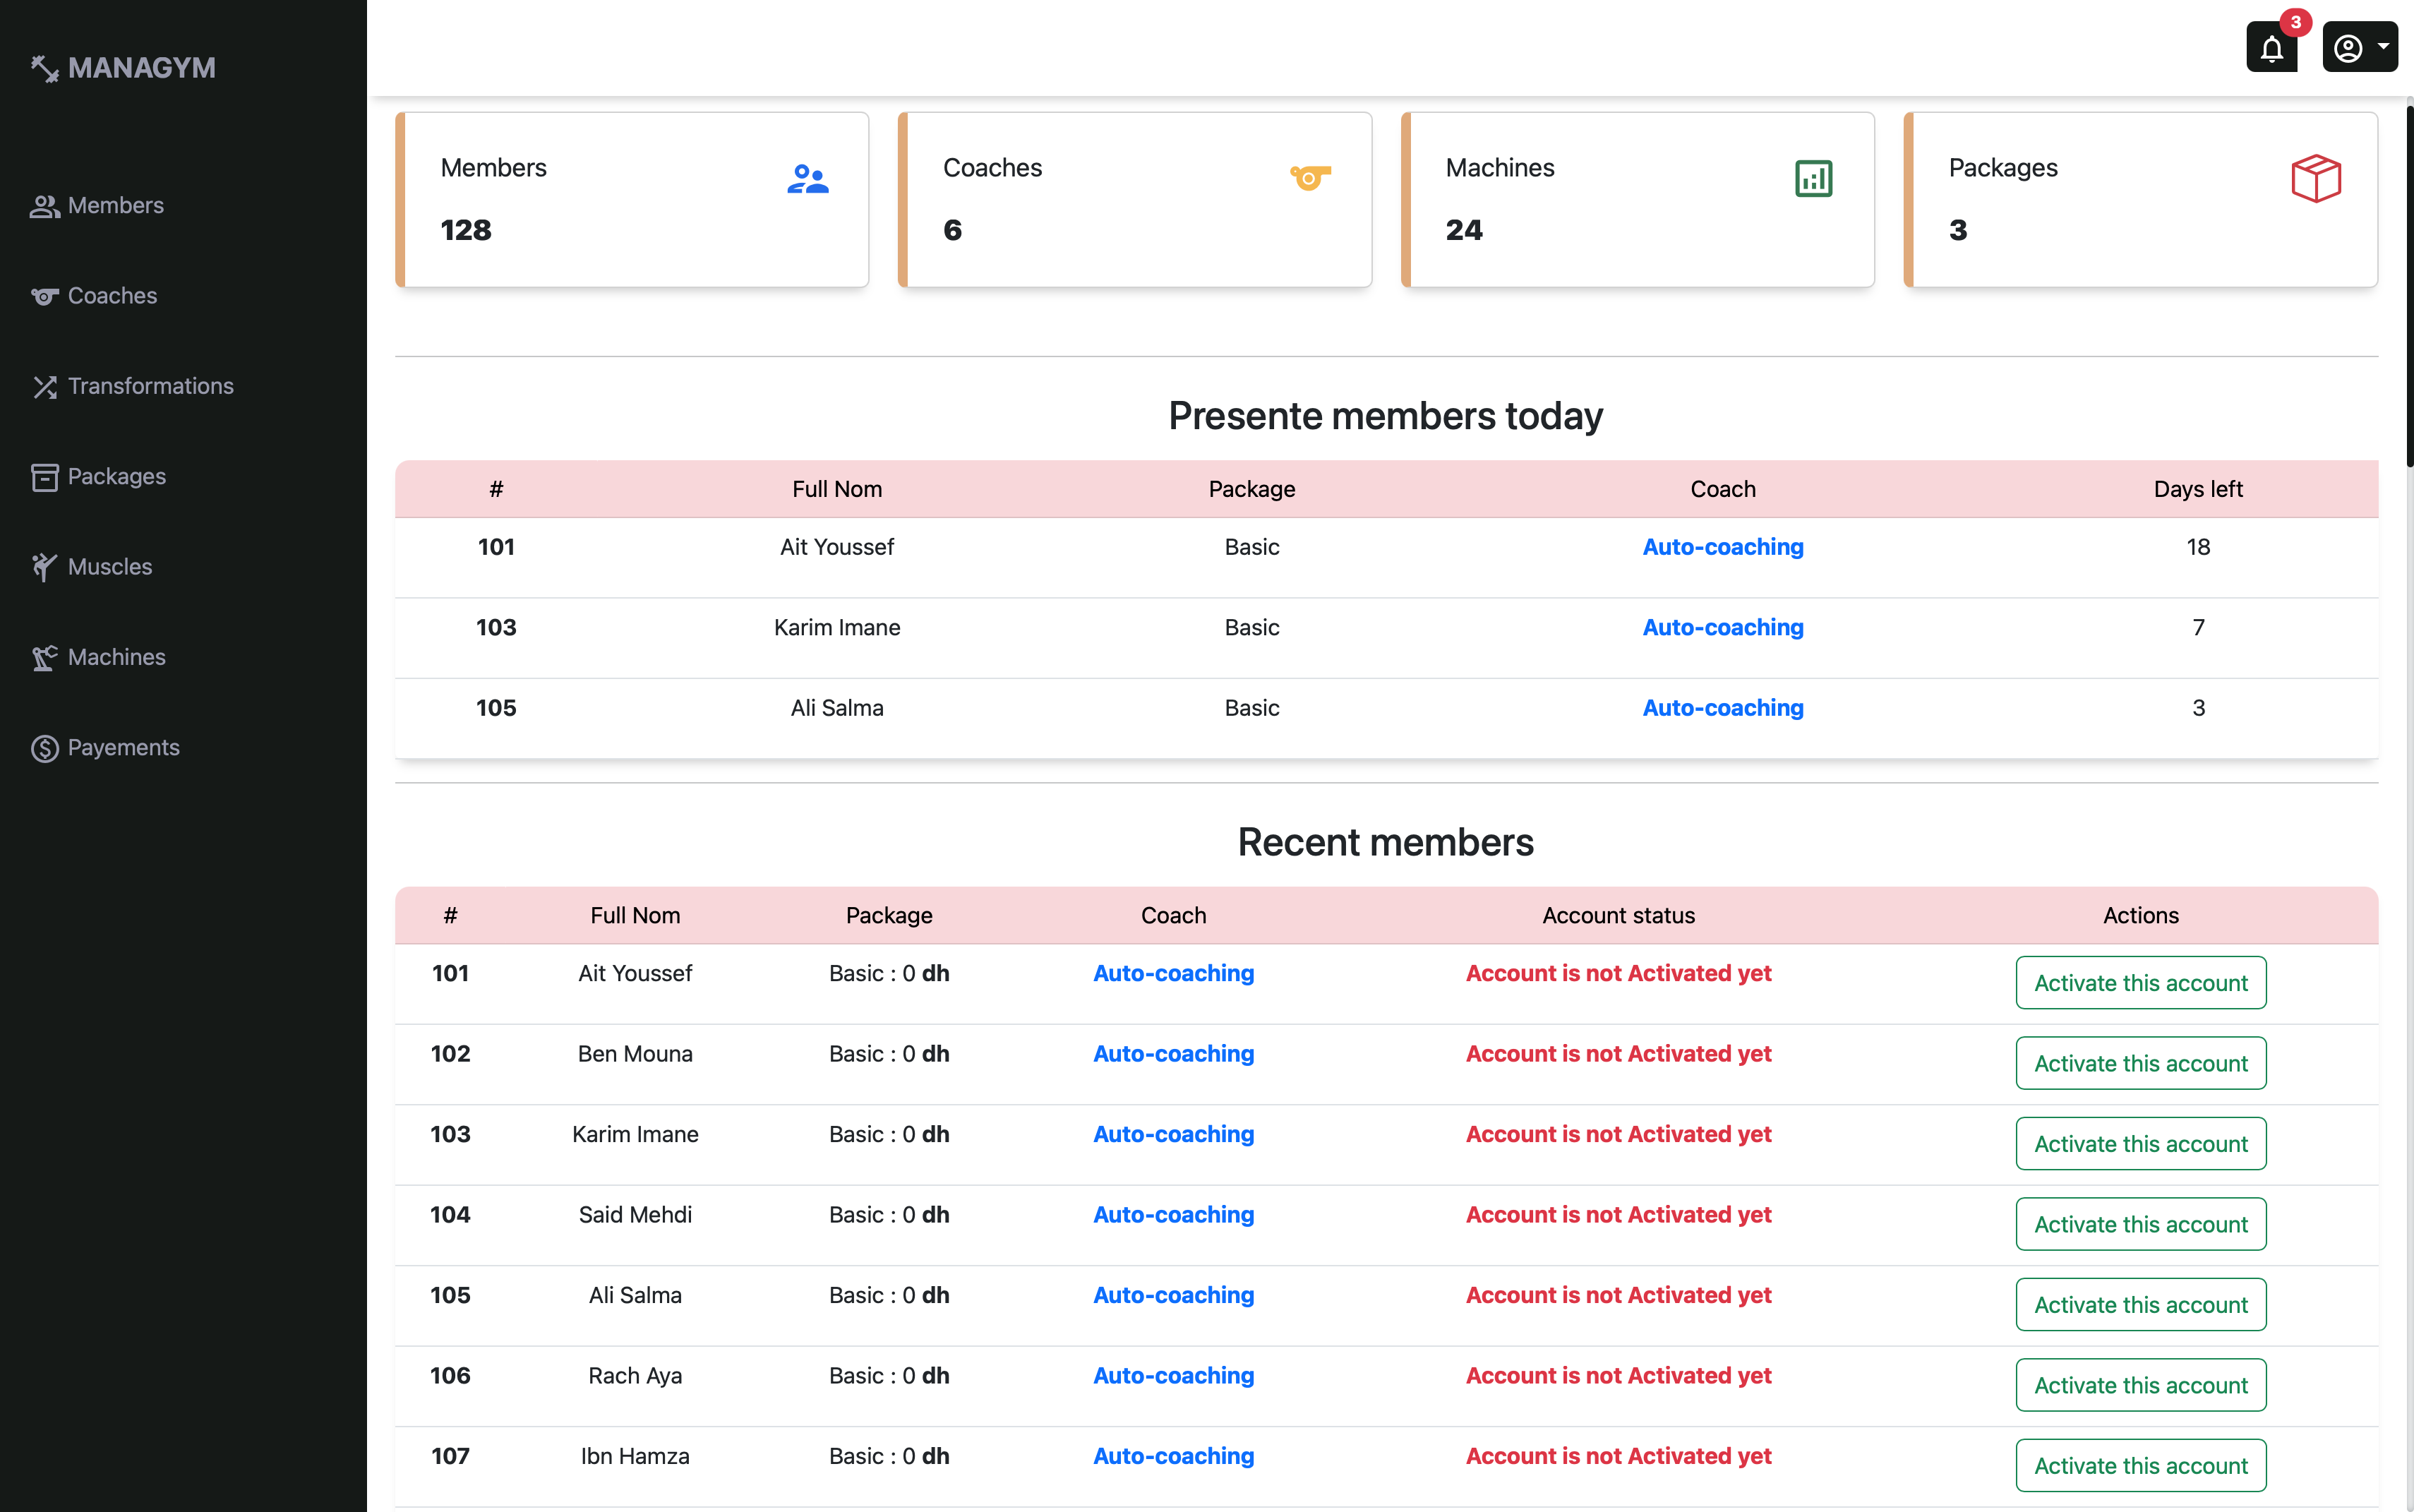 MANAGYM
3
Members
Coaches
Transformations
Packages
Muscles
Machines
Payements
Members
128
Coaches
6
Machines
24
Packages
3
Presente members today
# Full Nom Package Coach Days left
101 Ait Youssef Basic Auto-coaching 18
103 Karim Imane Basic Auto-coaching 7
105 Ali Salma Basic Auto-coaching 3
Recent members
# Full Nom Package Coach Account status Actions
101 Ait Youssef Basic : 0 dh Auto-coaching Account is not Activated yet Activate this account
102 Ben Mouna Basic : 0 dh Auto-coaching Account is not Activated yet Activate this account
103 Karim Imane Basic : 0 dh Auto-coaching Account is not Activated yet Activate this account
104 Said Mehdi Basic : 0 dh Auto-coaching Account is not Activated yet Activate this account
105 Ali Salma Basic : 0 dh Auto-coaching Account is not Activated yet Activate this account
106 Rach Aya Basic : 0 dh Auto-coaching Account is not Activated yet Activate this account
107 Ibn Hamza Basic : 0 dh Auto-coaching Account is not Activated yet Activate this account